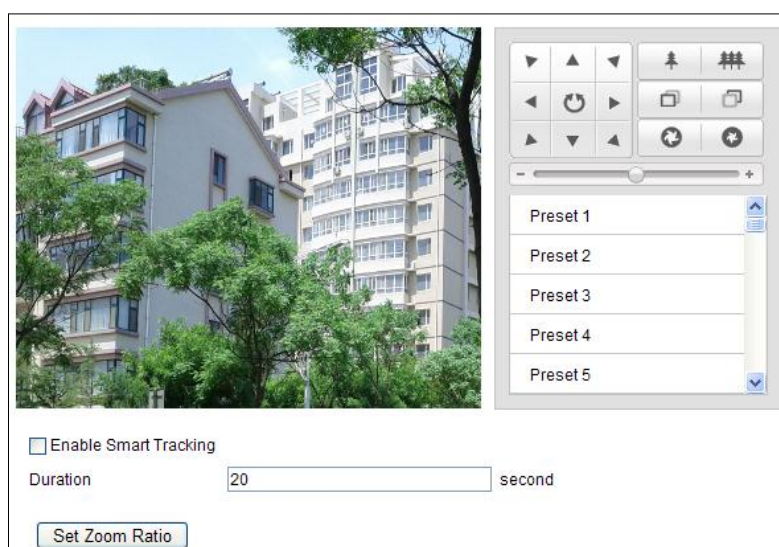 Preset 1
Preset 2
Preset 3
Preset 4
Preset 5
Enable Smart Tracking
Duration 20 second
Set Zoom Ratio